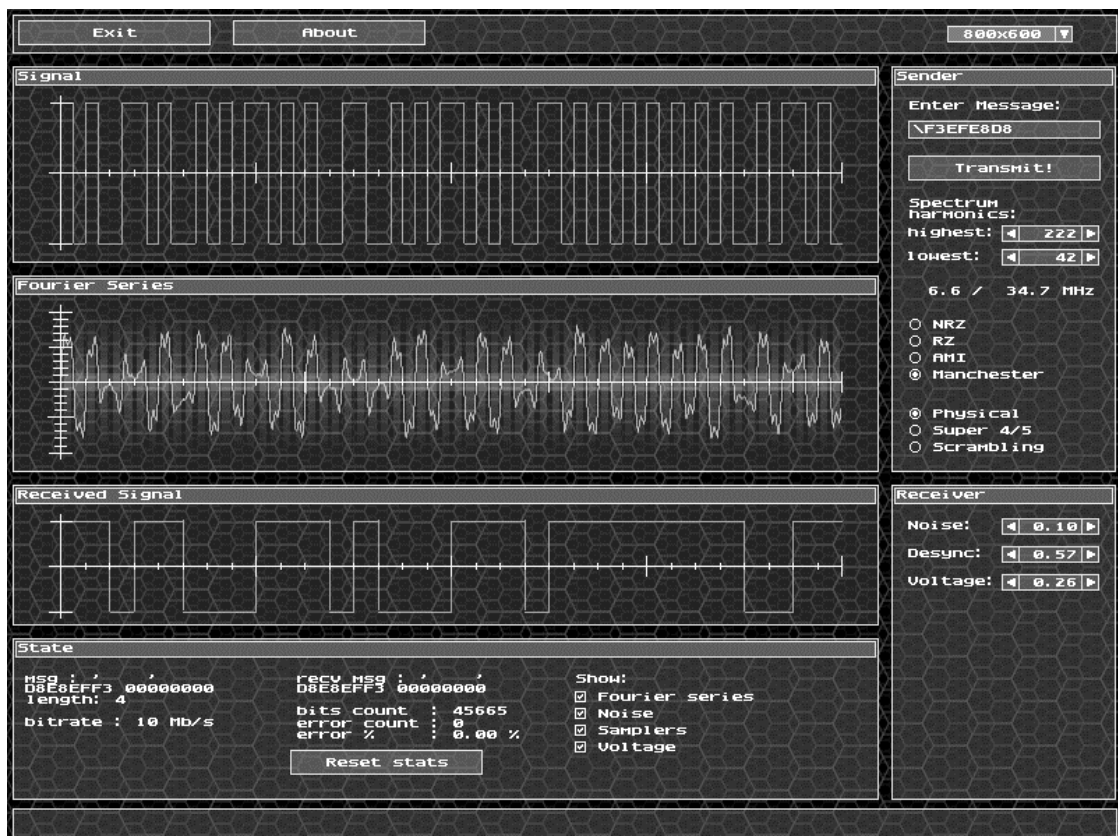 Exit
About
800x600
Signal
Sender
Enter Message:
\F3EFE8D8
Transmit!
Spectrum
harmonics:
highest: 222
lowest: 42
6.6 / 34.7 MHz
NRZ
RZ
AMI
Manchester
Physical
Super 4/5
Scrambling
Fourier Series
Received Signal
Receiver
Noise: 0.10
Desync: 0.57
Voltage: 0.26
State
msg : ' '
D8E8EFF3 00000000
length: 4
bitrate : 10 Mb/s
recv msg : ' '
D8E8EFF3 00000000
bits count : 45665
error count : 0
error % : 0.00 %
Reset stats
Show:
Fourier series
Noise
Samplers
Voltage